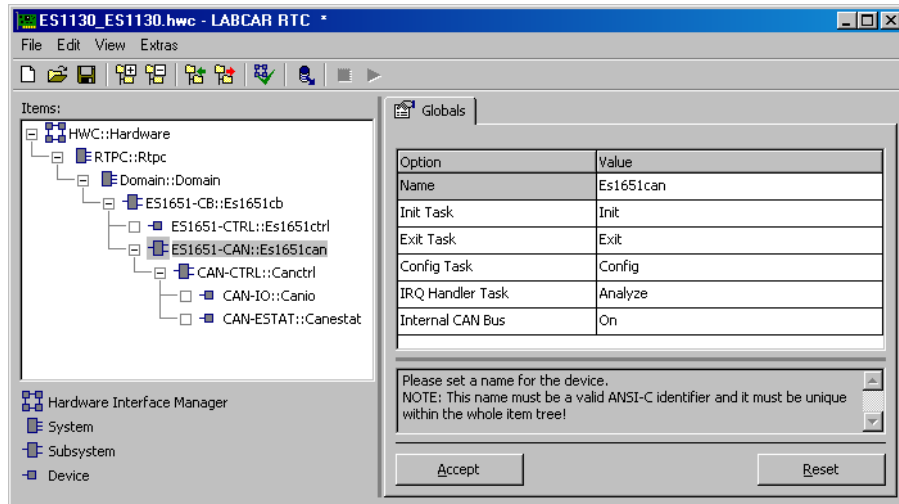 ES1130_ES1130.hwc - LABCAR RTC *
File Edit View Extras
Items:
HWC::Hardware
RTPC::Rtpc
Domain::Domain
ES1651-CB::Es1651cb
ES1651-CTRL::Es1651ctrl
ES1651-CAN::Es1651can
CAN-CTRL::Canctrl
CAN-IO::Canio
CAN-ESTAT::Canestat
Hardware Interface Manager
System
Subsystem
Device
Globals
Option Value
Name Es1651can
Init Task Init
Exit Task Exit
Config Task Config
IRQ Handler Task Analyze
Internal CAN Bus On
Please set a name for the device.
NOTE: This name must be a valid ANSI-C identifier and it must be unique
within the whole item tree!
Accept Reset